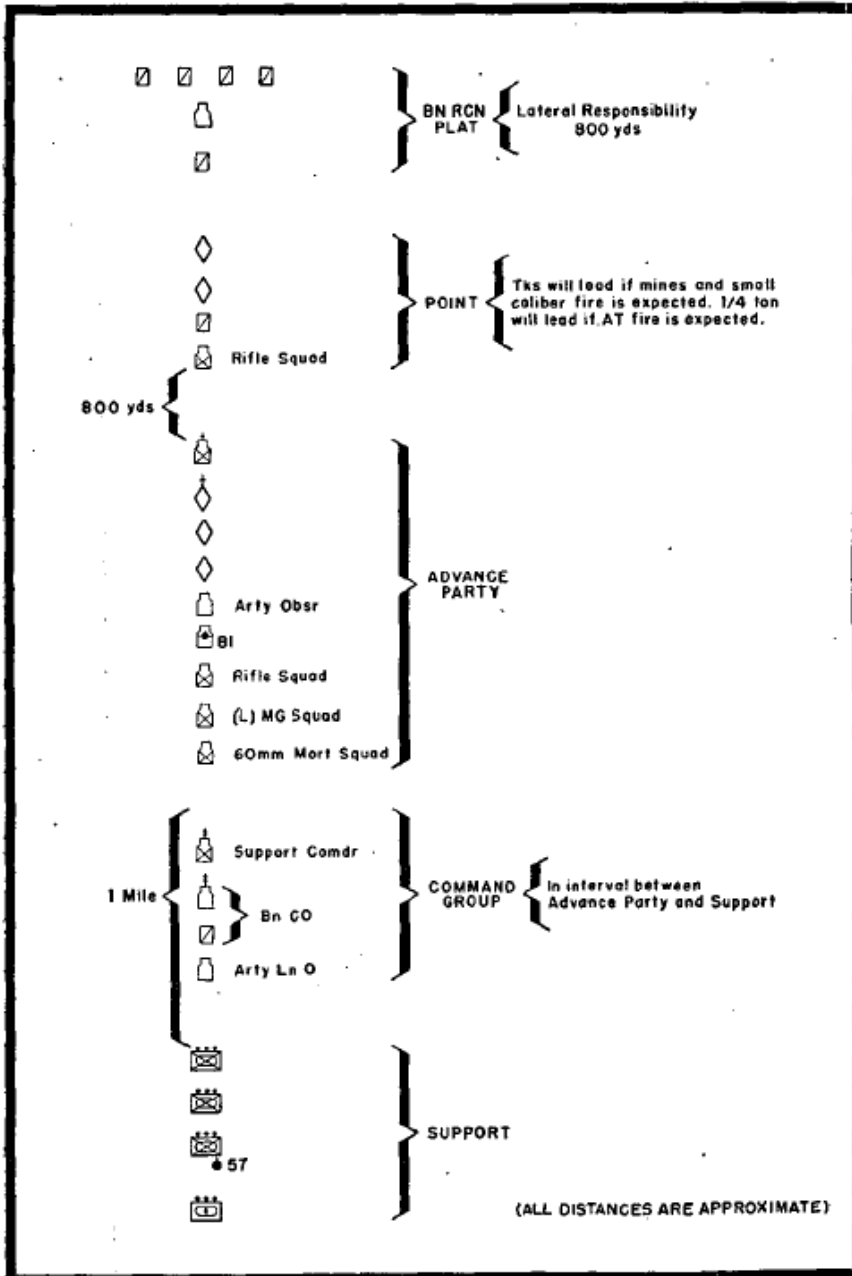 BN RCN
PLAT
Lateral Responsibility
800 yds
POINT
Tks will lead if mines and small
caliber fire is expected. 1/4 ton
will lead if AT fire is expected.
Rifle Squad
800 yds
ADVANCE
PARTY
Arty Obsr
81
Rifle Squad
(L) MG Squad
60mm Mort Squad
1 Mile
Support Comdr
Bn CO
Arty Ln O
COMMAND
GROUP
In interval between
Advance Party and Support
SUPPORT
57
(ALL DISTANCES ARE APPROXIMATE)